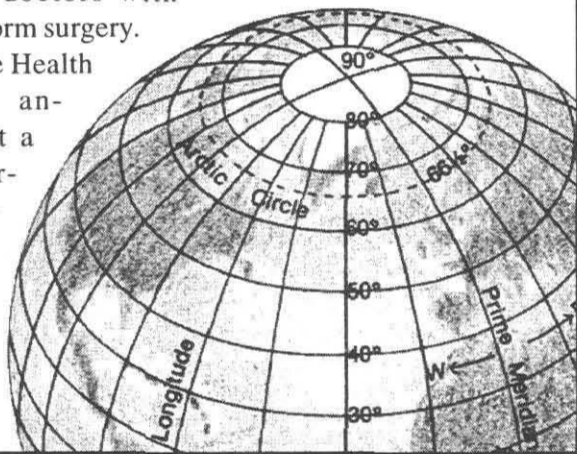 orm surgery.
e Health
an-
t a
r-
90°
80°
70°
66½°
Arctic Circle
60°
50°
40°
30°
Longitude
Prime Meridian
W